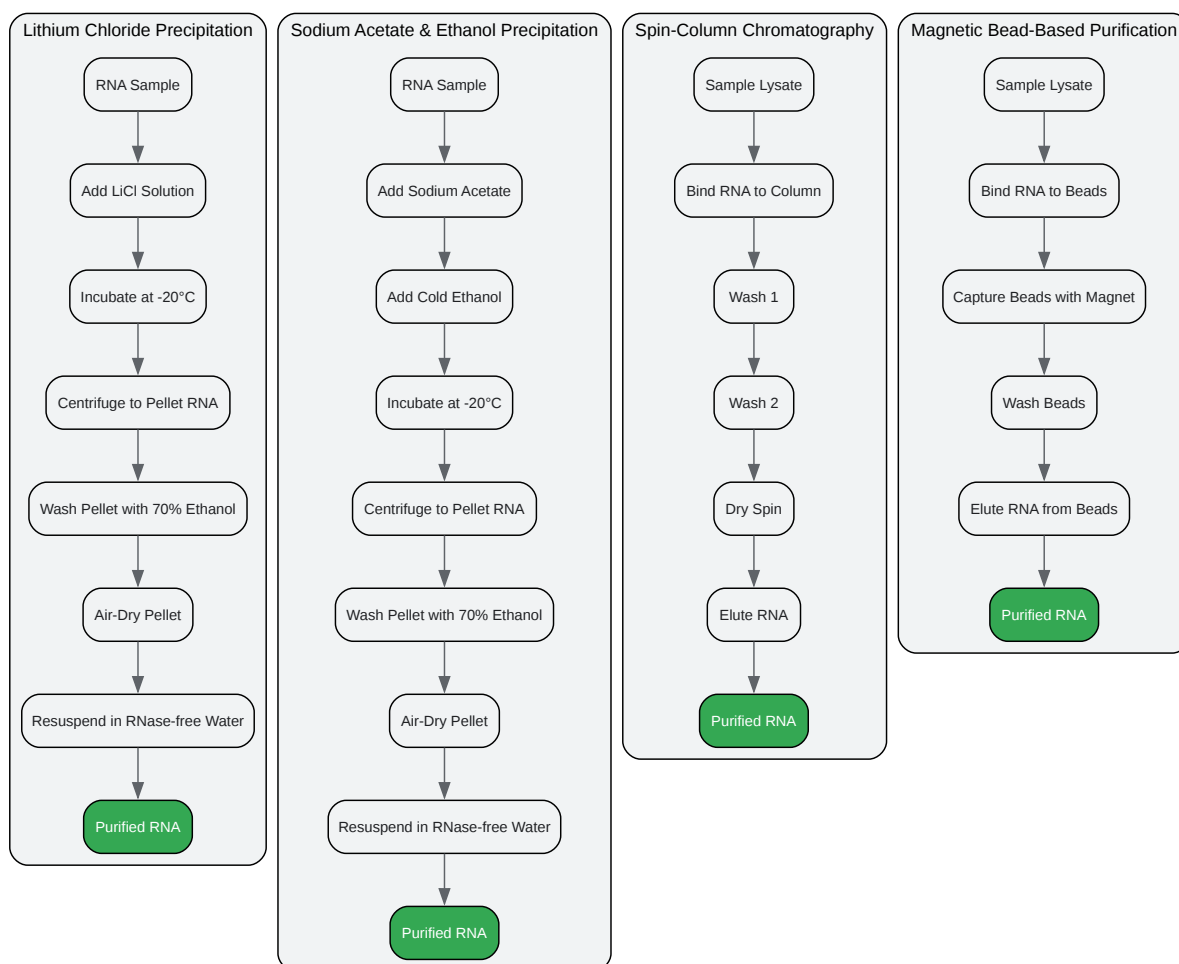 Lithium Chloride Precipitation
RNA Sample
Add LiCl Solution
Incubate at -20°C
Centrifuge to Pellet RNA
Wash Pellet with 70% Ethanol
Air-Dry Pellet
Resuspend in RNase-free Water
Purified RNA
Sodium Acetate & Ethanol Precipitation
RNA Sample
Add Sodium Acetate
Add Cold Ethanol
Incubate at -20°C
Centrifuge to Pellet RNA
Wash Pellet with 70% Ethanol
Air-Dry Pellet
Resuspend in RNase-free Water
Purified RNA
Spin-Column Chromatography
Sample Lysate
Bind RNA to Column
Wash 1
Wash 2
Dry Spin
Elute RNA
Purified RNA
Magnetic Bead-Based Purification
Sample Lysate
Bind RNA to Beads
Capture Beads with Magnet
Wash Beads
Elute RNA from Beads
Purified RNA